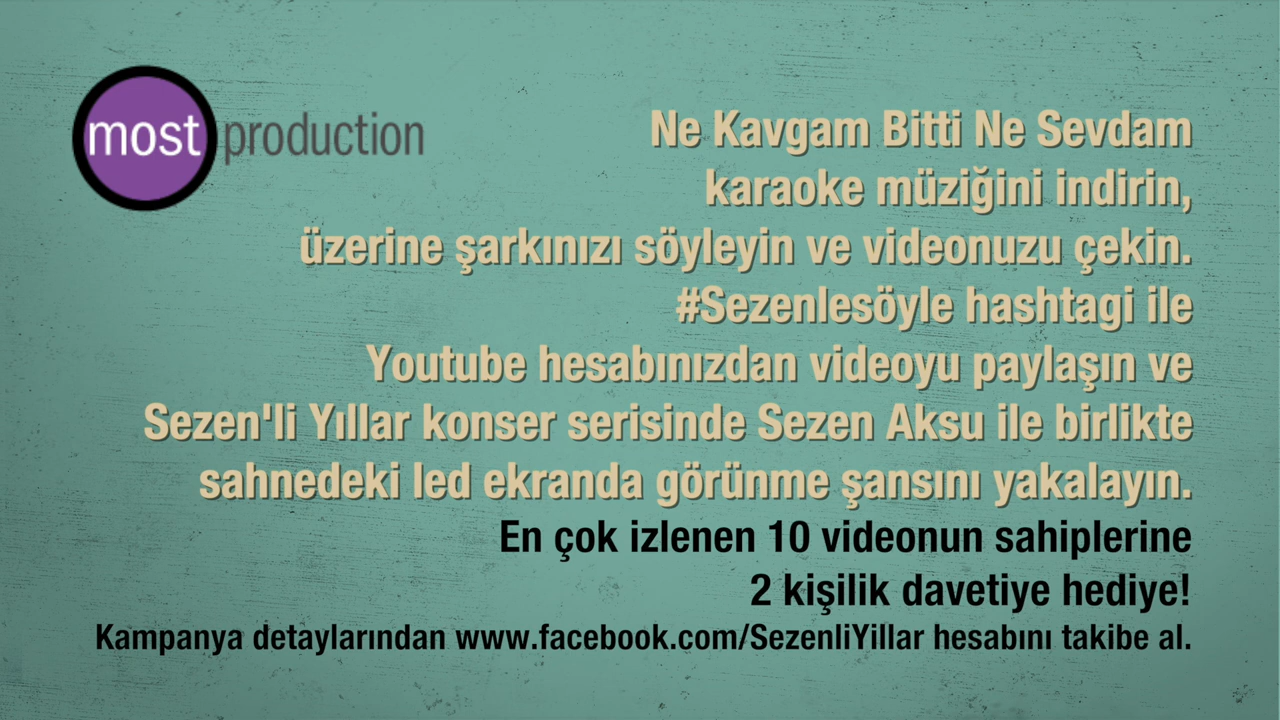 most production
Ne Kavgam Bitti Ne Sevdam
karaoke müziğini indirin,
üzerine şarkınızı söyleyin ve videonuzu çekin.
#Sezenlesöyle hashtagi ile
Youtube hesabınızdan videoyu paylaşın ve
Sezen'li Yıllar konser serisinde Sezen Aksu ile birlikte
sahnedeki led ekranda görünme şansını yakalayın.
En çok izlenen 10 videonun sahiplerine
2 kişilik davetiye hediye!
Kampanya detaylarından www.facebook.com/SezenliYillar hesabını takibe al.